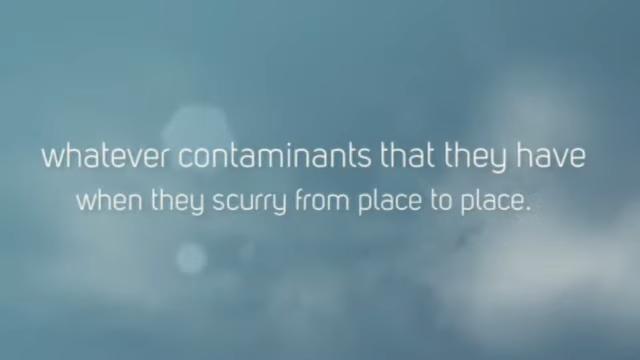 whatever contaminants that they have
when they scurry from place to place.